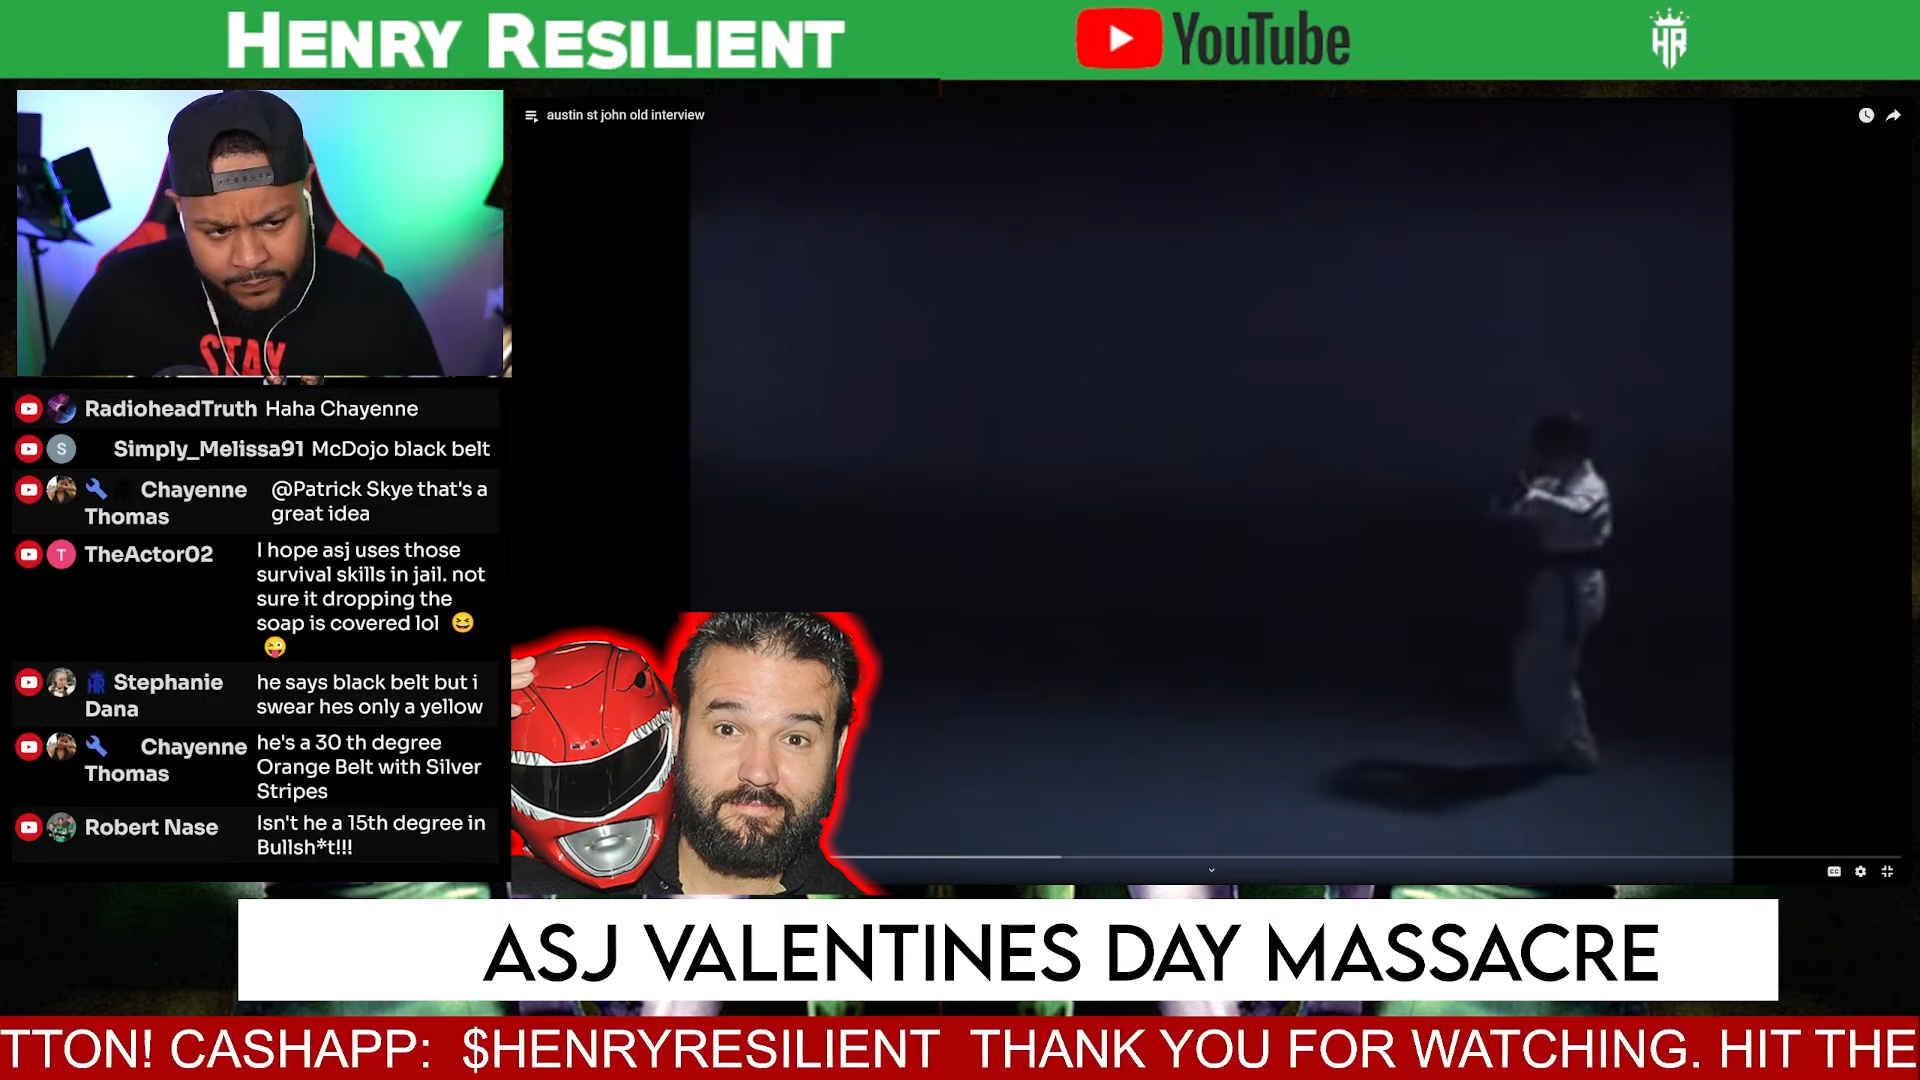 HENRY RESILIENT
YouTube
HR
austin st john old interview
STAY
RadioheadTruth Haha Chayenne
S Simply_Melissa91 McDojo black belt
Chayenne Thomas @Patrick Skye that's a
great idea
T TheActor02 I hope asj uses those
survival skills in jail. not
sure it dropping the
soap is covered lol 😆
😜
HR Stephanie Dana he says black belt but i
swear hes only a yellow
Chayenne Thomas he's a 30 th degree
Orange Belt with Silver
Stripes
Robert Nase Isn't he a 15th degree in
Bullsh*t!!!
CC
ASJ VALENTINES DAY MASSACRE
TTON! CASHAPP: $HENRYRESILIENT THANK YOU FOR WATCHING. HIT THE